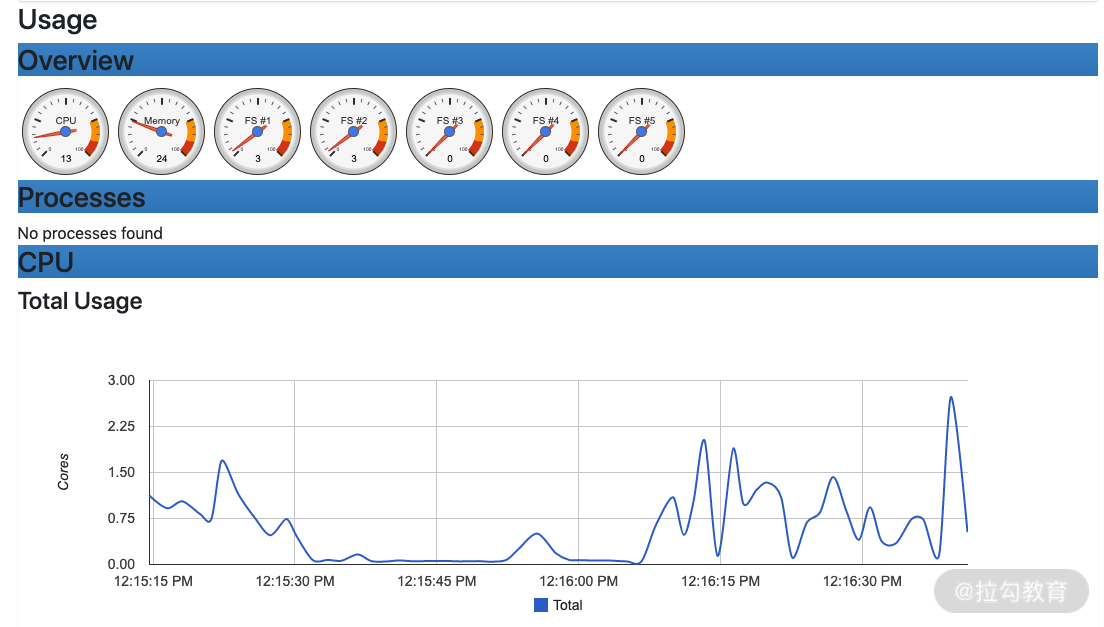 Usage
Overview
CPU Memory FS #1 FS #2 FS #3 FS #4 FS #5
0 100 0 100 0 100 0 100 0 100 0 100 0 100
13 24 3 3 0 0 0
Processes
No processes found
CPU
Total Usage
3.00
2.25
1.50
0.75
0.00
Cores
12:15:15 PM 12:15:30 PM 12:15:45 PM 12:16:00 PM 12:16:15 PM 12:16:30 PM
Total
@拉勾教育